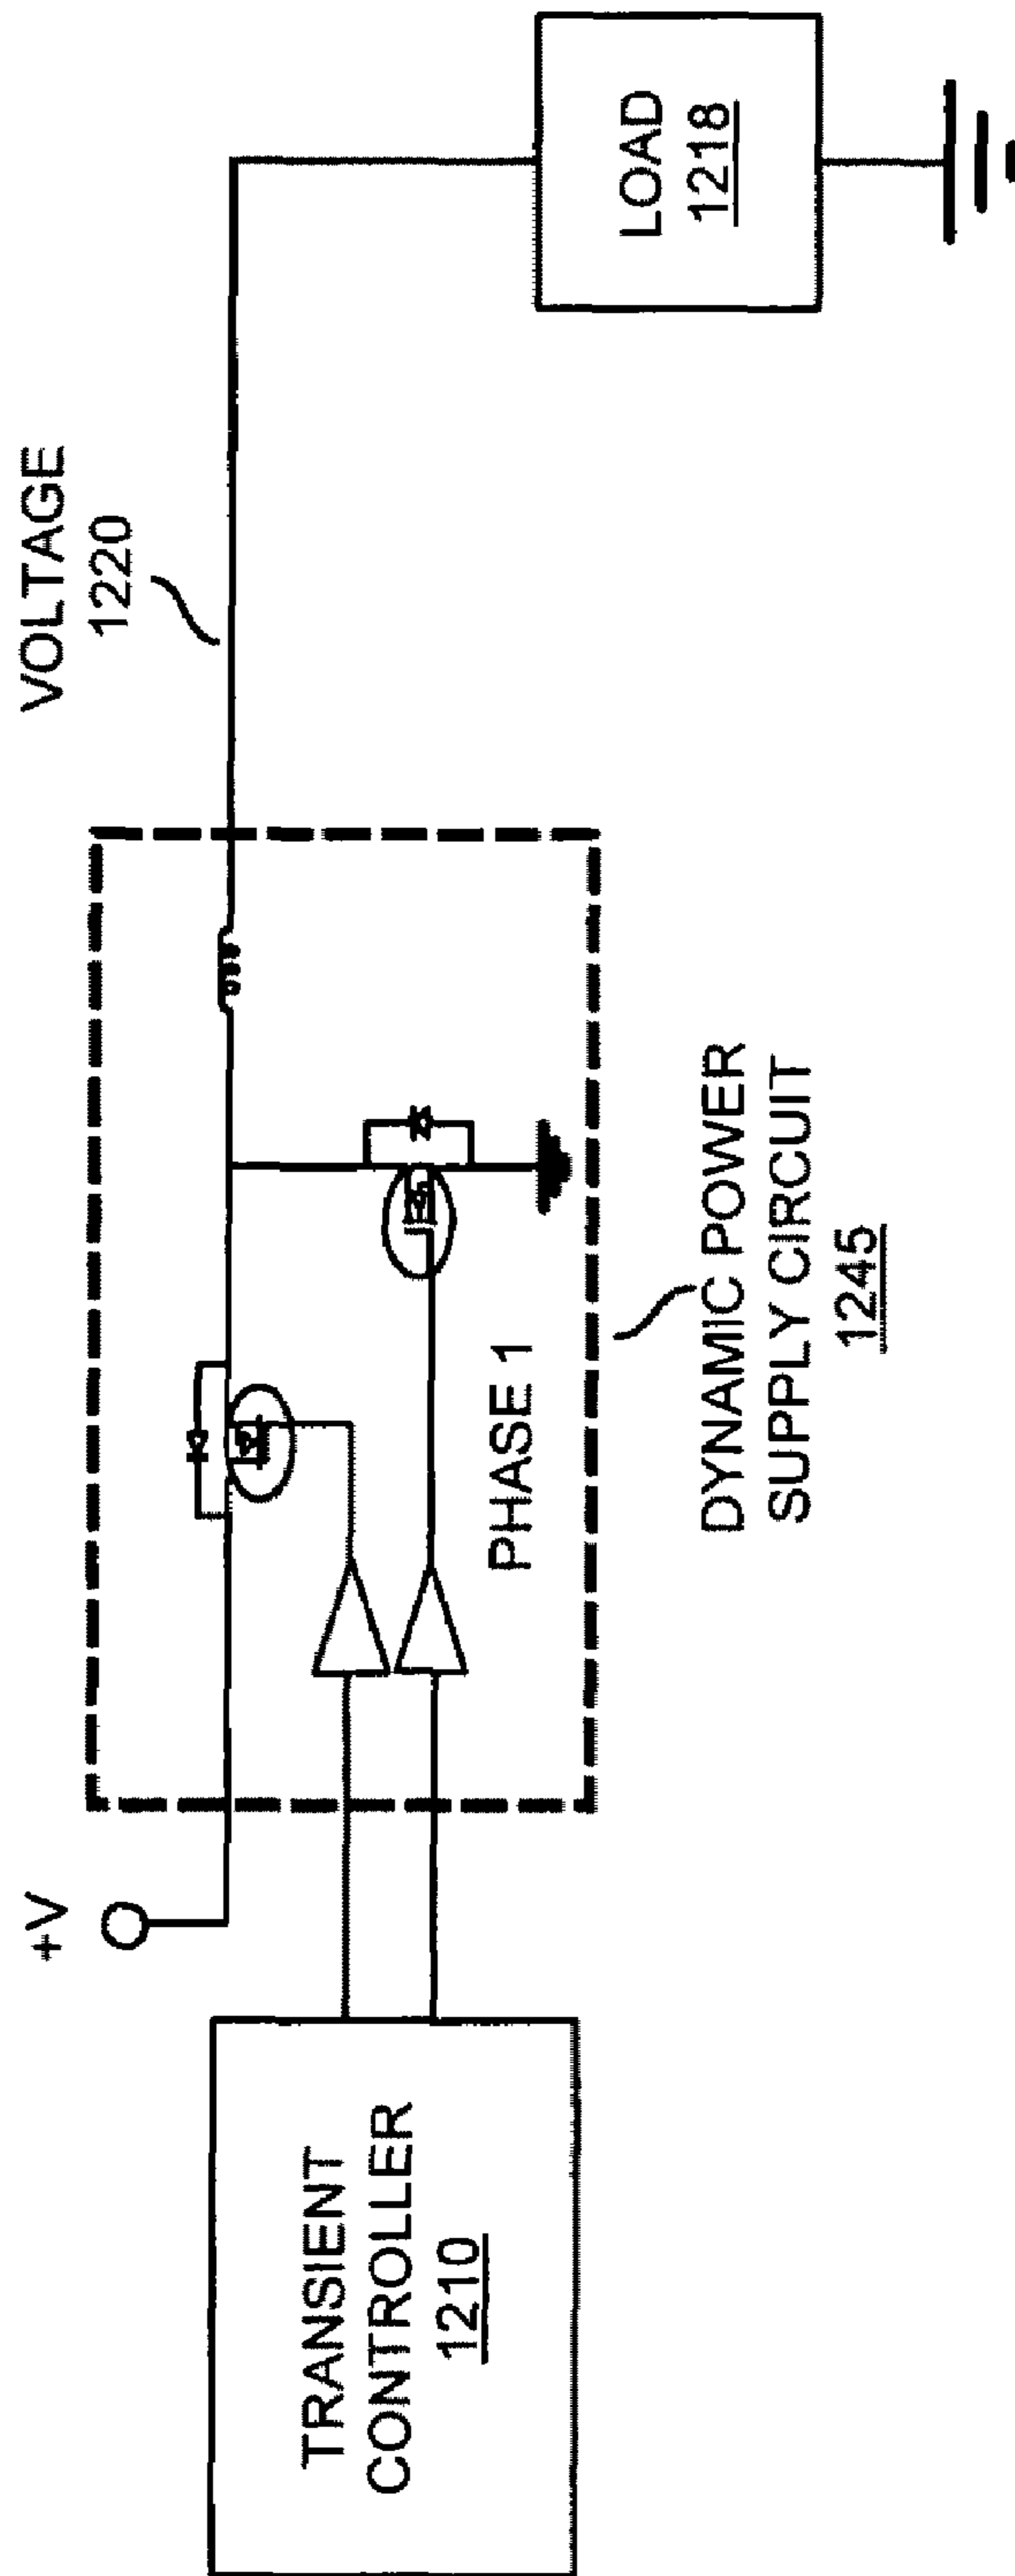 +V
VOLTAGE
1220
TRANSIENT
CONTROLLER
1210
PHASE 1
LOAD
1218
DYNAMIC POWER
SUPPLY CIRCUIT
1245